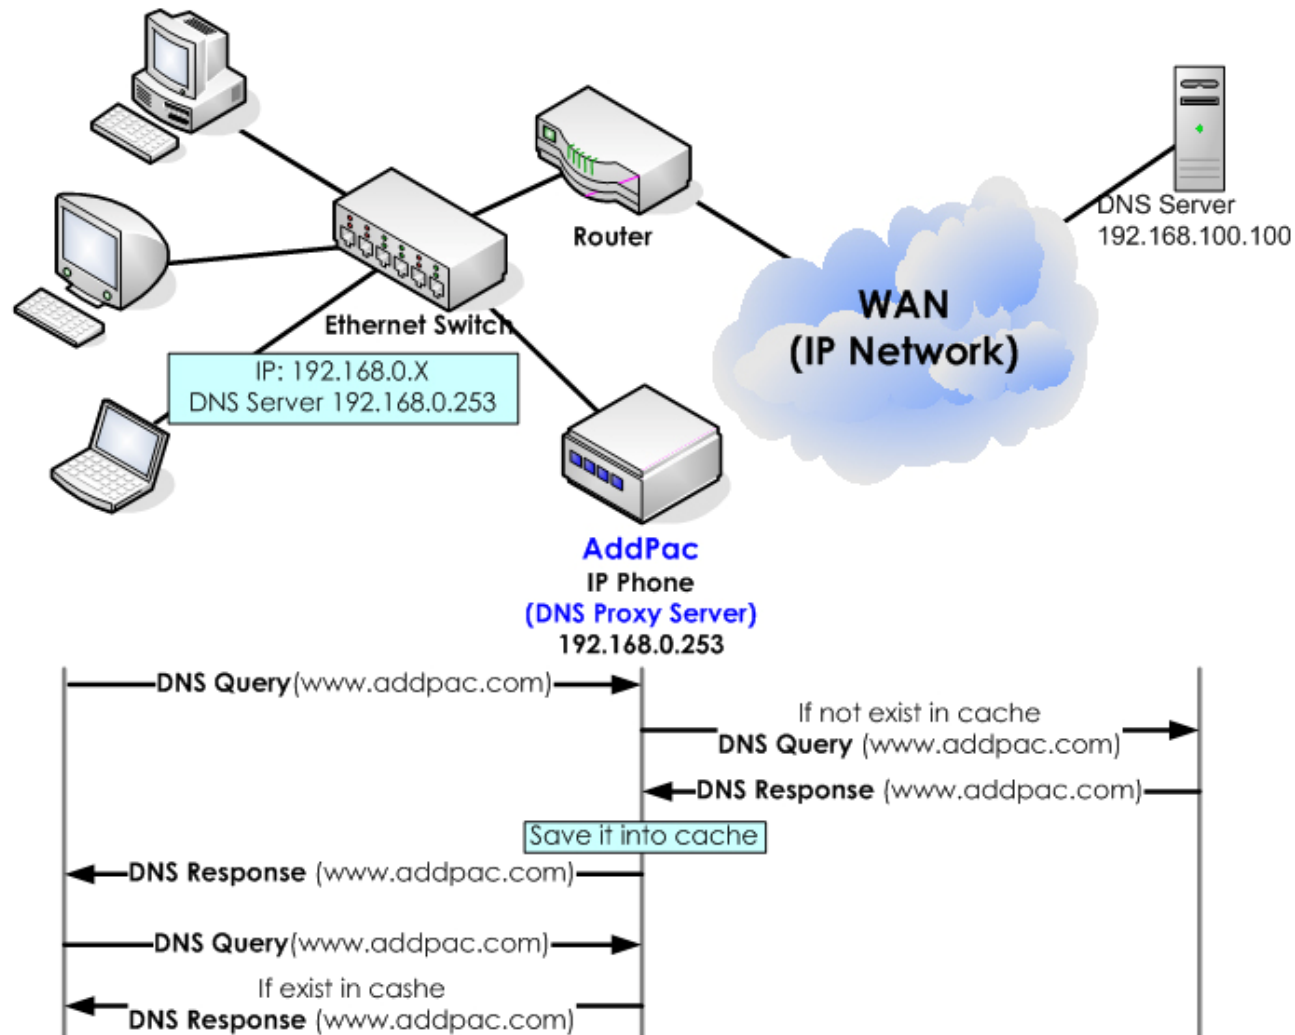 Router
DNS Server
192.168.100.100
Ethernet Switch
WAN
(IP Network)
IP: 192.168.0.X
DNS Server 192.168.0.253
AddPac
IP Phone
(DNS Proxy Server)
192.168.0.253
DNS Query(www.addpac.com)
If not exist in cache
DNS Query (www.addpac.com)
DNS Response (www.addpac.com)
Save it into cache
DNS Response (www.addpac.com)
DNS Query(www.addpac.com)
If exist in cashe
DNS Response (www.addpac.com)